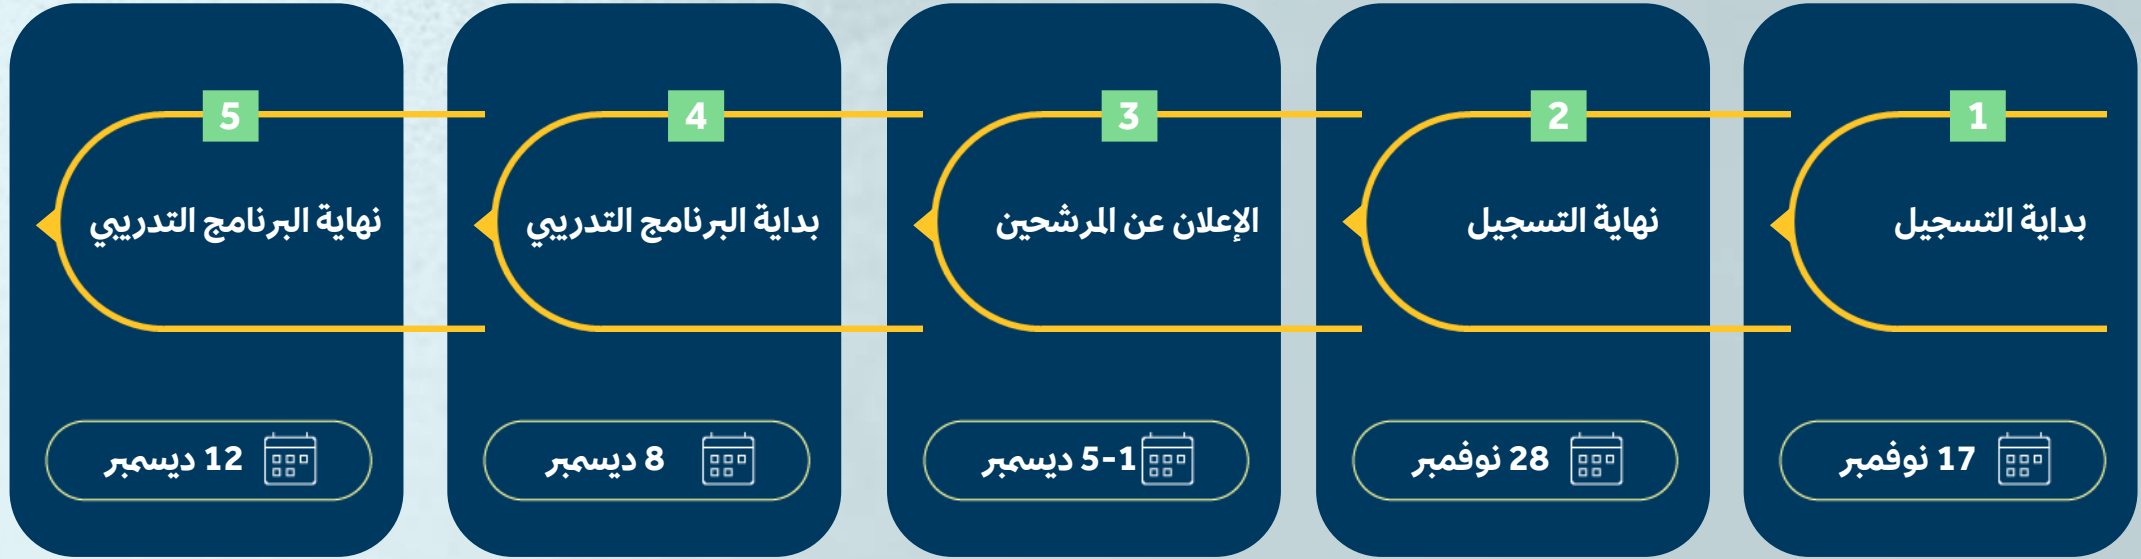 1
بداية التسجيل
17 نوفمبر
2
نهاية التسجيل
28 نوفمبر
3
الإعلان عن المرشحين
1-5 ديسمبر
4
بداية البرنامج التدريبي
8 ديسمبر
5
نهاية البرنامج التدريبي
12 ديسمبر